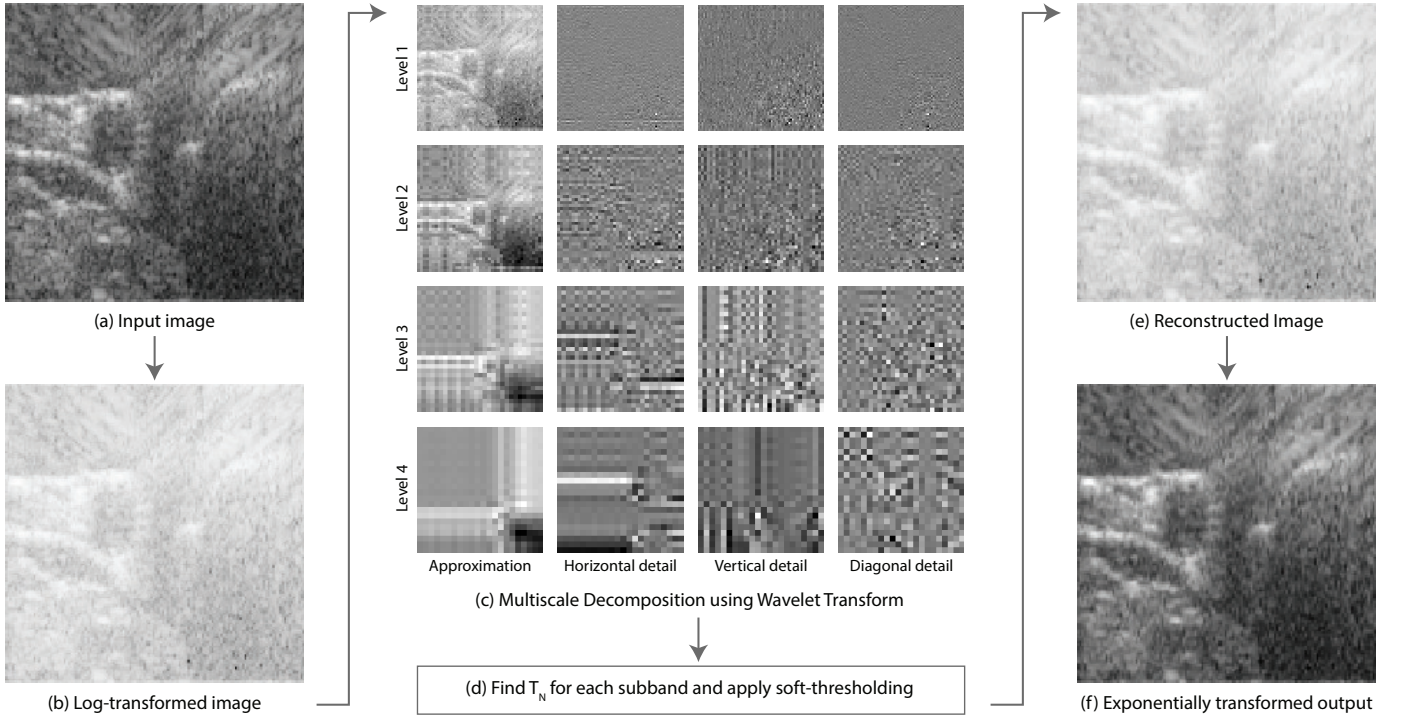 (a) Input image
(b) Log-transformed image
Level 1
Level 2
Level 3
Level 4
Approximation
Horizontal detail
Vertical detail
Diagonal detail
(c) Multiscale Decomposition using Wavelet Transform
(d) Find T_N for each subband and apply soft-thresholding
(e) Reconstructed Image
(f) Exponentially transformed output